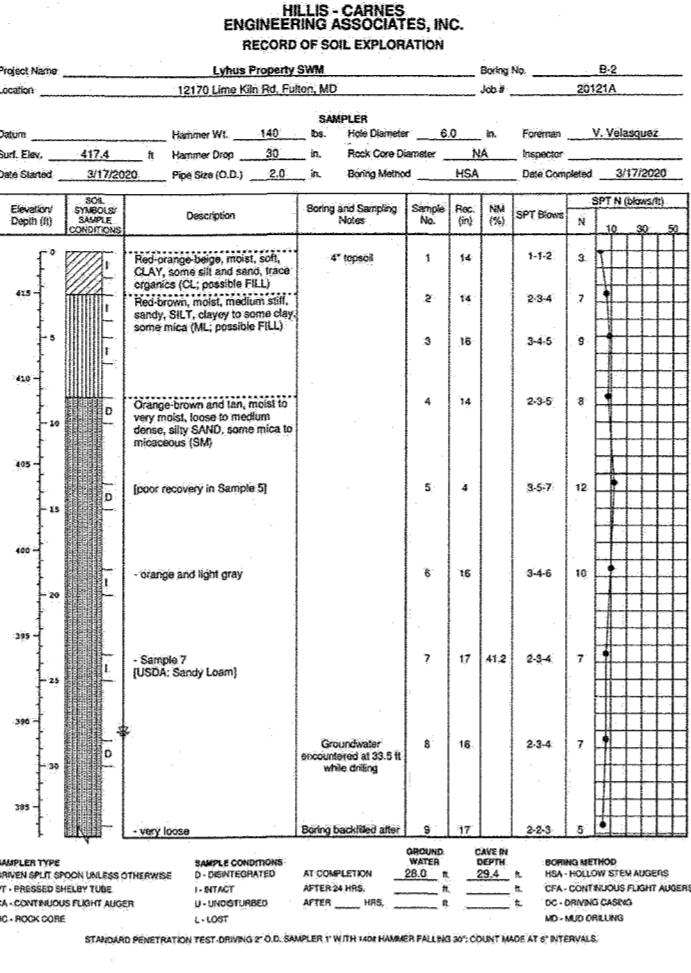 HILLIS - CARNES
ENGINEERING ASSOCIATES, INC.
RECORD OF SOIL EXPLORATION
Project Name Lyhus Property SWM Boring No. B-2
Location 12170 Lime Kiln Rd, Fulton, MD Job # 20121A
SAMPLER
Datum Hammer Wt. 140 lbs. Hole Diameter 6.0 in. Foreman V. Velasquez
Surf. Elev. 417.4 ft Hammer Drop 30 in. Rock Core Diameter NA Inspector
Date Started 3/17/2020 Pipe Size (O.D.) 2.0 in. Boring Method HSA Date Completed 3/17/2020
Elevation/ Depth (ft) SOIL SYMBOLS/ SAMPLE CONDITIONS Description Boring and Sampling Notes Sample No. Rec. (in) NM (%) SPT Blows N SPT N (blows/ft)
10 30 50
0 I Red-orange-beige, moist, soft, 4" topsoil 1 14 1-1-2 3
CLAY, some silt and sand, trace
organics (CL; possible FILL)
415 I Red-brown, moist, medium stiff, 2 14 2-3-4 7
sandy, SILT, clayey to some clay,
some mica (ML; possible FILL)
5 I 3 16 3-4-5 9
410
D Orange-brown and tan, moist to 4 14 2-3-5 8
10 very moist, loose to medium
dense, silty SAND, some mica to
micaceous (SM)
405
D [poor recovery in Sample 5] 5 4 3-5-7 12
15
400
I - orange and light gray 6 16 3-4-6 10
20
395
I - Sample 7 7 17 41.2 2-3-4 7
25 [USDA: Sandy Loam]
390
D Groundwater 8 16 2-3-4 7
30 encountered at 33.5 ft
while drilling
385
- very loose Boring backfilled after 9 17 2-2-3 5
SAMPLER TYPE SAMPLE CONDITIONS GROUND WATER CAVE IN DEPTH BORING METHOD
DRIVEN SPLIT SPOON UNLESS OTHERWISE D - DISINTEGRATED AT COMPLETION 28.0 ft. 29.4 ft. HSA - HOLLOW STEM AUGERS
PT - PRESSED SHELBY TUBE I - INTACT AFTER 24 HRS. ft. ft. CFA - CONTINUOUS FLIGHT AUGERS
CA - CONTINUOUS FLIGHT AUGER U - UNDISTURBED AFTER HRS. ft. ft. DC - DRIVING CASING
RC - ROCK CORE L - LOST MD - MUD DRILLING
STANDARD PENETRATION TEST-DRIVING 2" O.D. SAMPLER 1' WITH 140# HAMMER FALLING 30"; COUNT MADE AT 6" INTERVALS.